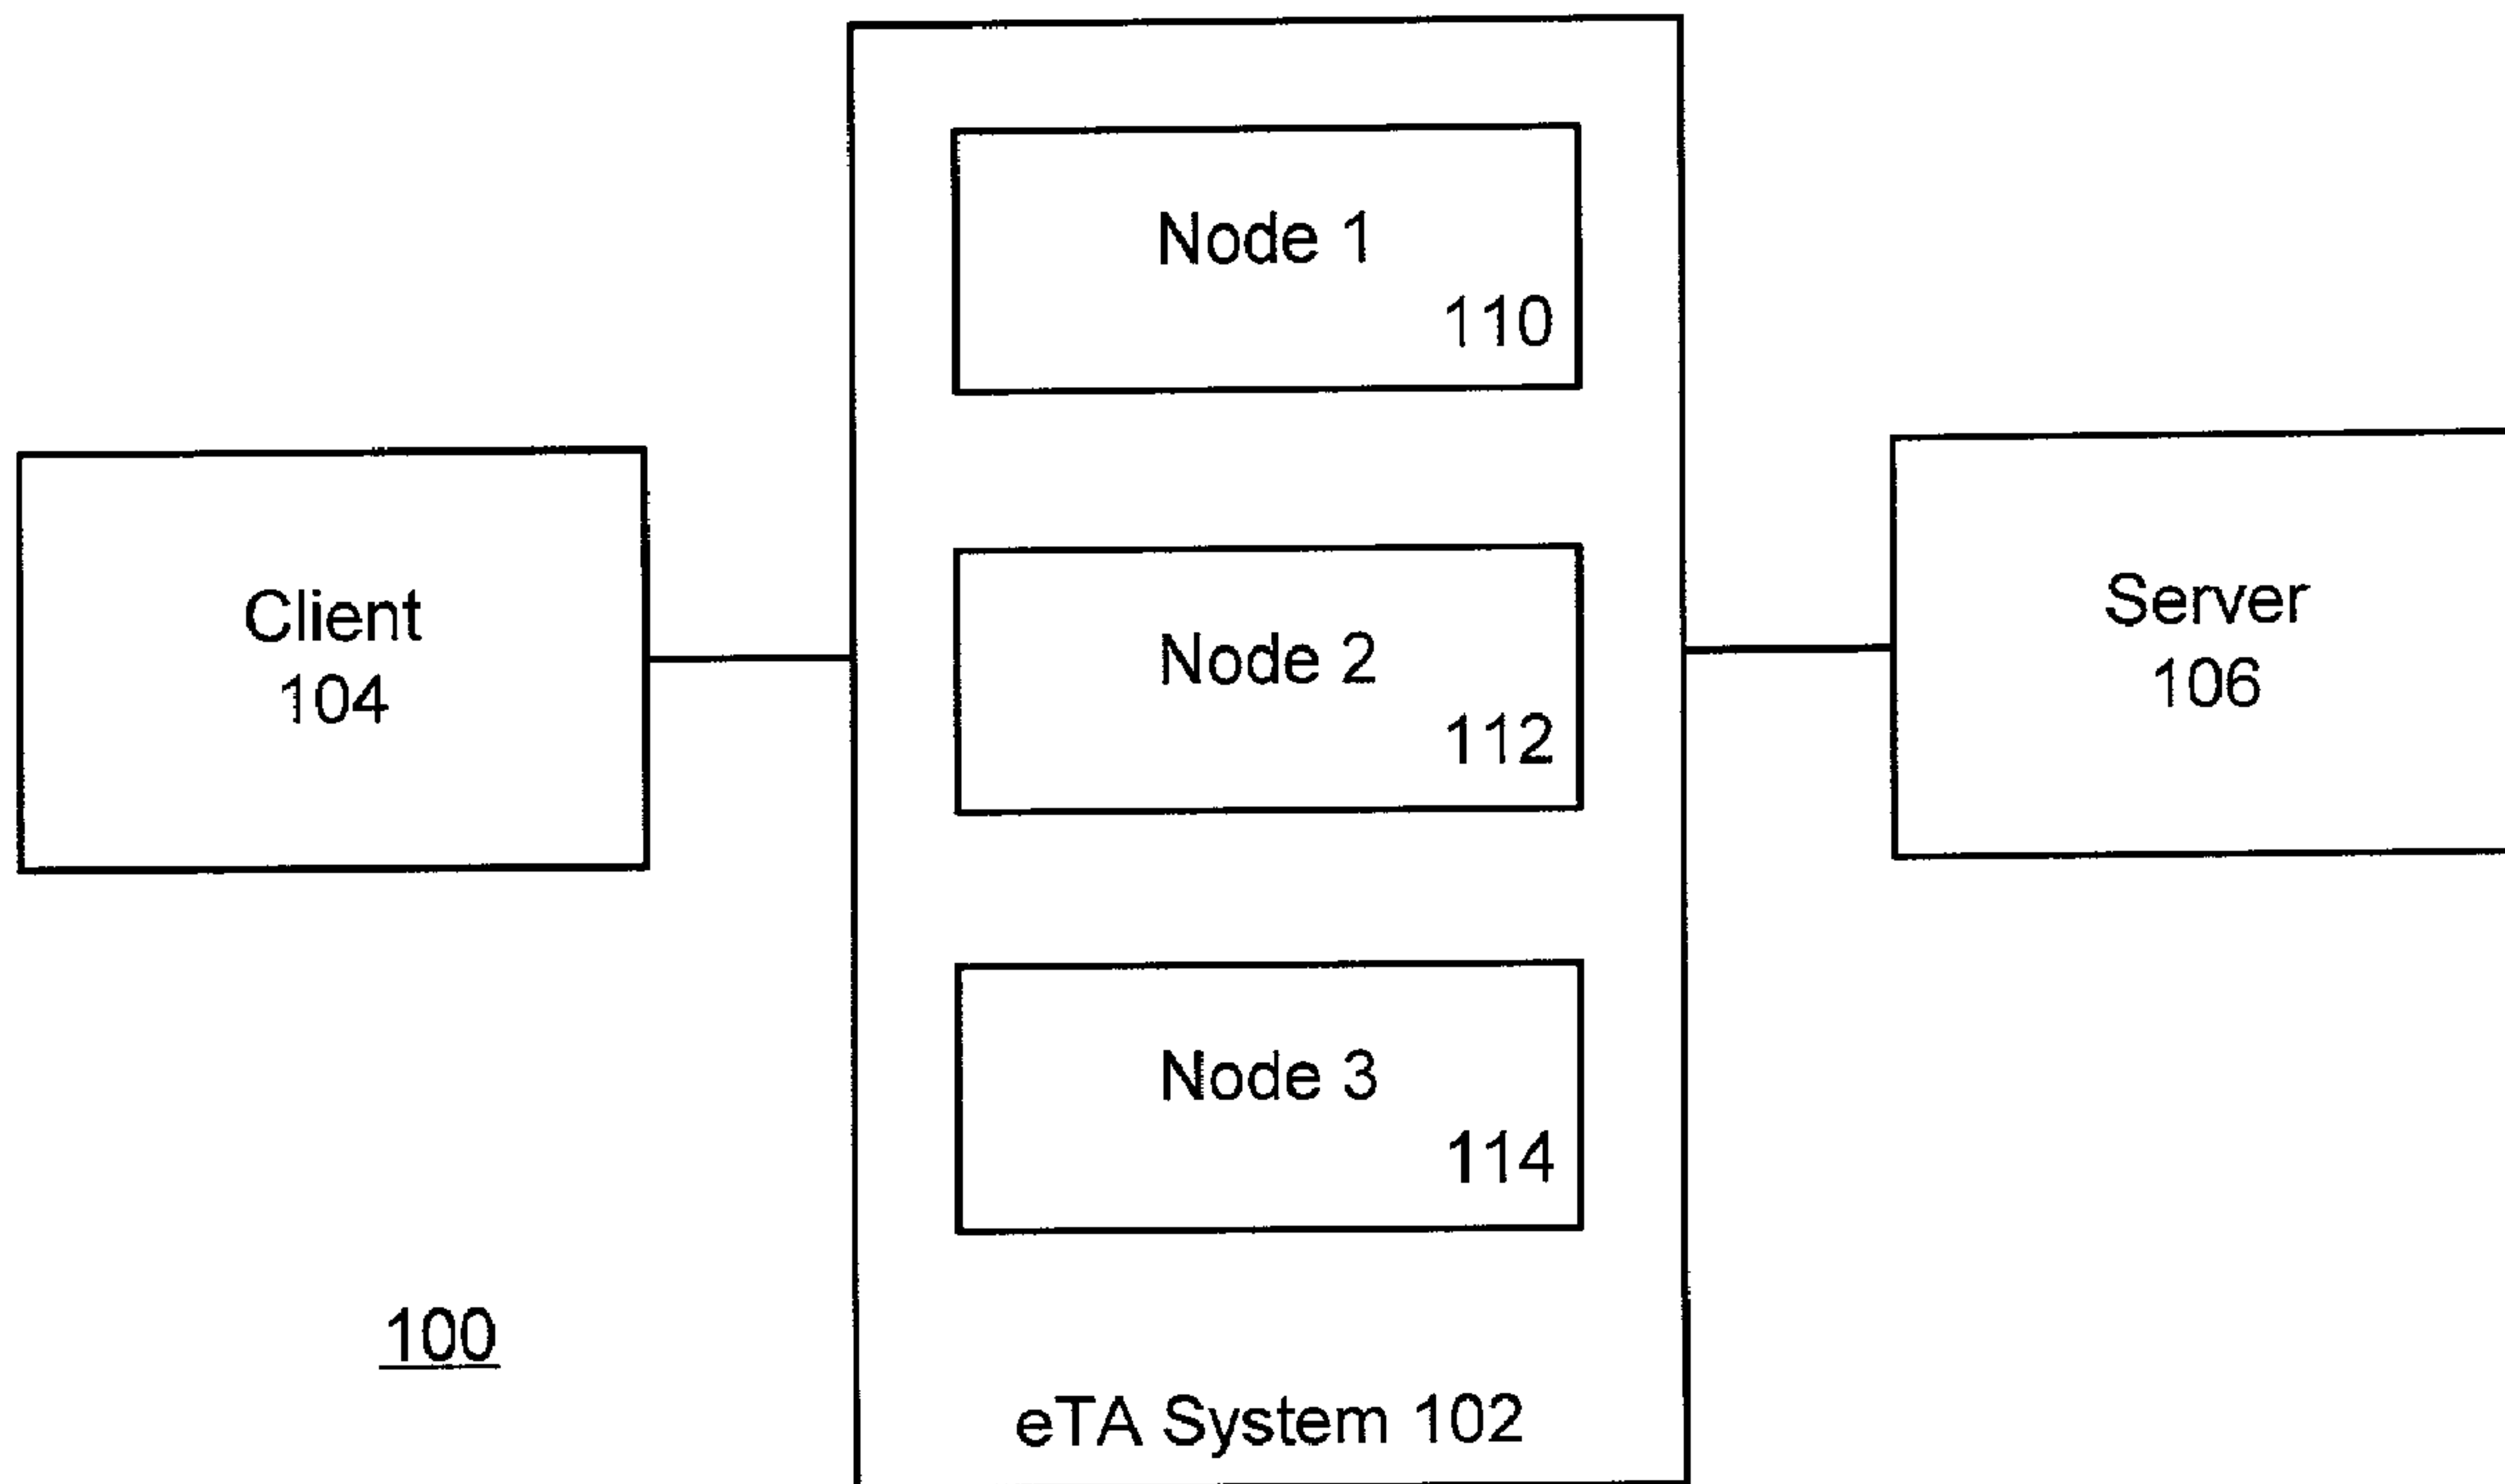 Node 1
110
Client
104
Node 2
112
Server
106
Node 3
114
100
eTA System 102